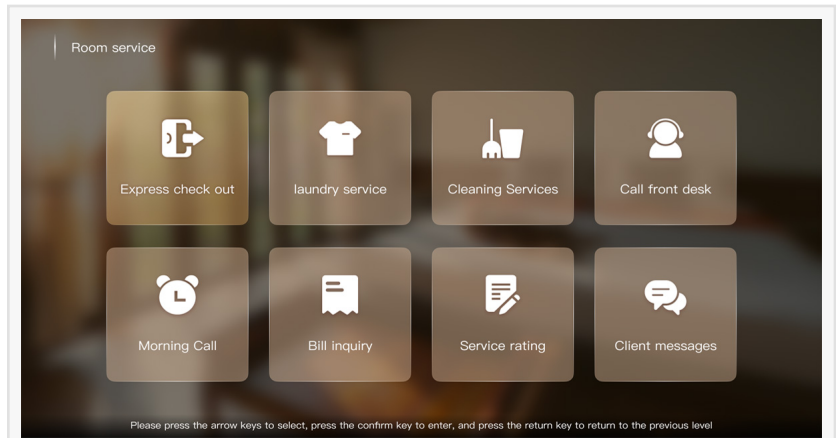 Room service
Express check out
laundry service
Cleaning Services
Call front desk
Morning Call
Bill inquiry
Service rating
Client messages
Please press the arrow keys to select, press the confirm key to enter, and press the return key to return to the previous level